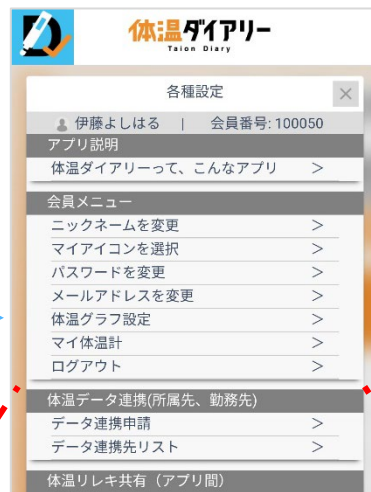 体温ダイアリー
Taion Diary
各種設定 ×
伊藤よしはる | 会員番号: 100050
アプリ説明
体温ダイアリーって、こんなアプリ >
会員メニュー
ニックネームを変更 >
マイアイコンを選択 >
パスワードを変更 >
メールアドレスを変更 >
体温グラフ設定 >
マイ体温計 >
ログアウト >
体温データ連携(所属先、勤務先)
データ連携申請 >
データ連携先リスト >
体温リレキ共有（アプリ間）